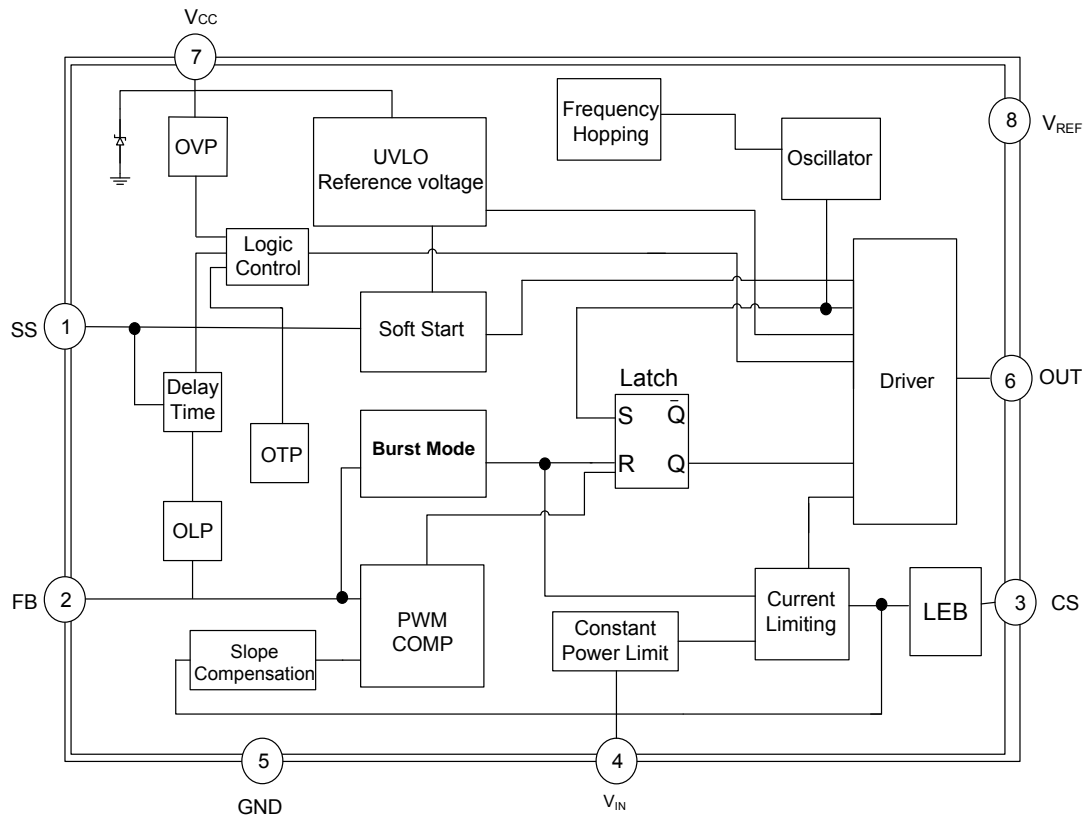 VCC
7
8
VREF
Frequency
Hopping
Oscillator
OVP
UVLO
Reference voltage
Logic
Control
SS
1
Soft Start
Delay
Time
OTP
Latch
S
Q̄
R
Q
Driver
6
OUT
Burst Mode
OLP
FB
2
PWM
COMP
Slope
Compensation
Constant
Power Limit
Current
Limiting
LEB
3
CS
5
GND
4
VIN